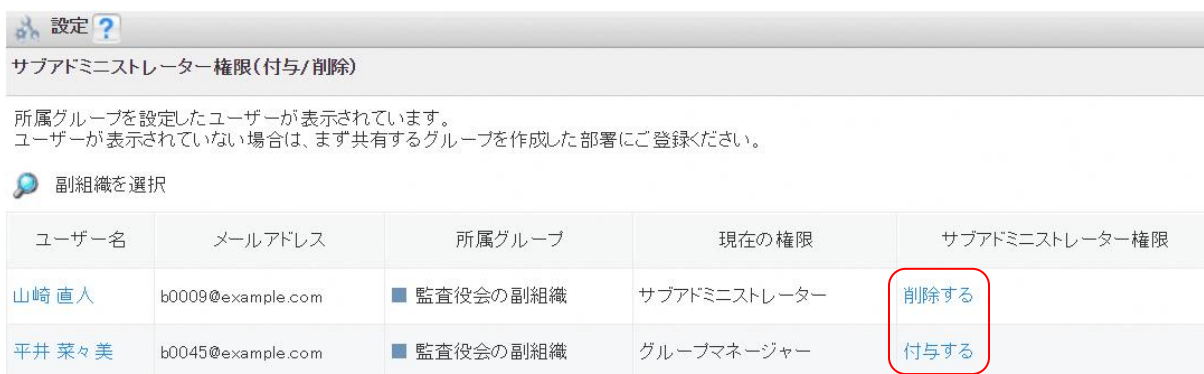 設定 ?
サブアドミニストレーター権限(付与/削除)
所属グループを設定したユーザーが表示されています。
ユーザーが表示されていない場合は、まず共有するグループを作成した部署にご登録ください。
副組織を選択
ユーザー名 メールアドレス 所属グループ 現在の権限 サブアドミニストレーター権限
山崎 直人 b0009@example.com 監査役会の副組織 サブアドミニストレーター 削除する
平井 菜々美 b0045@example.com 監査役会の副組織 グループマネージャー 付与する